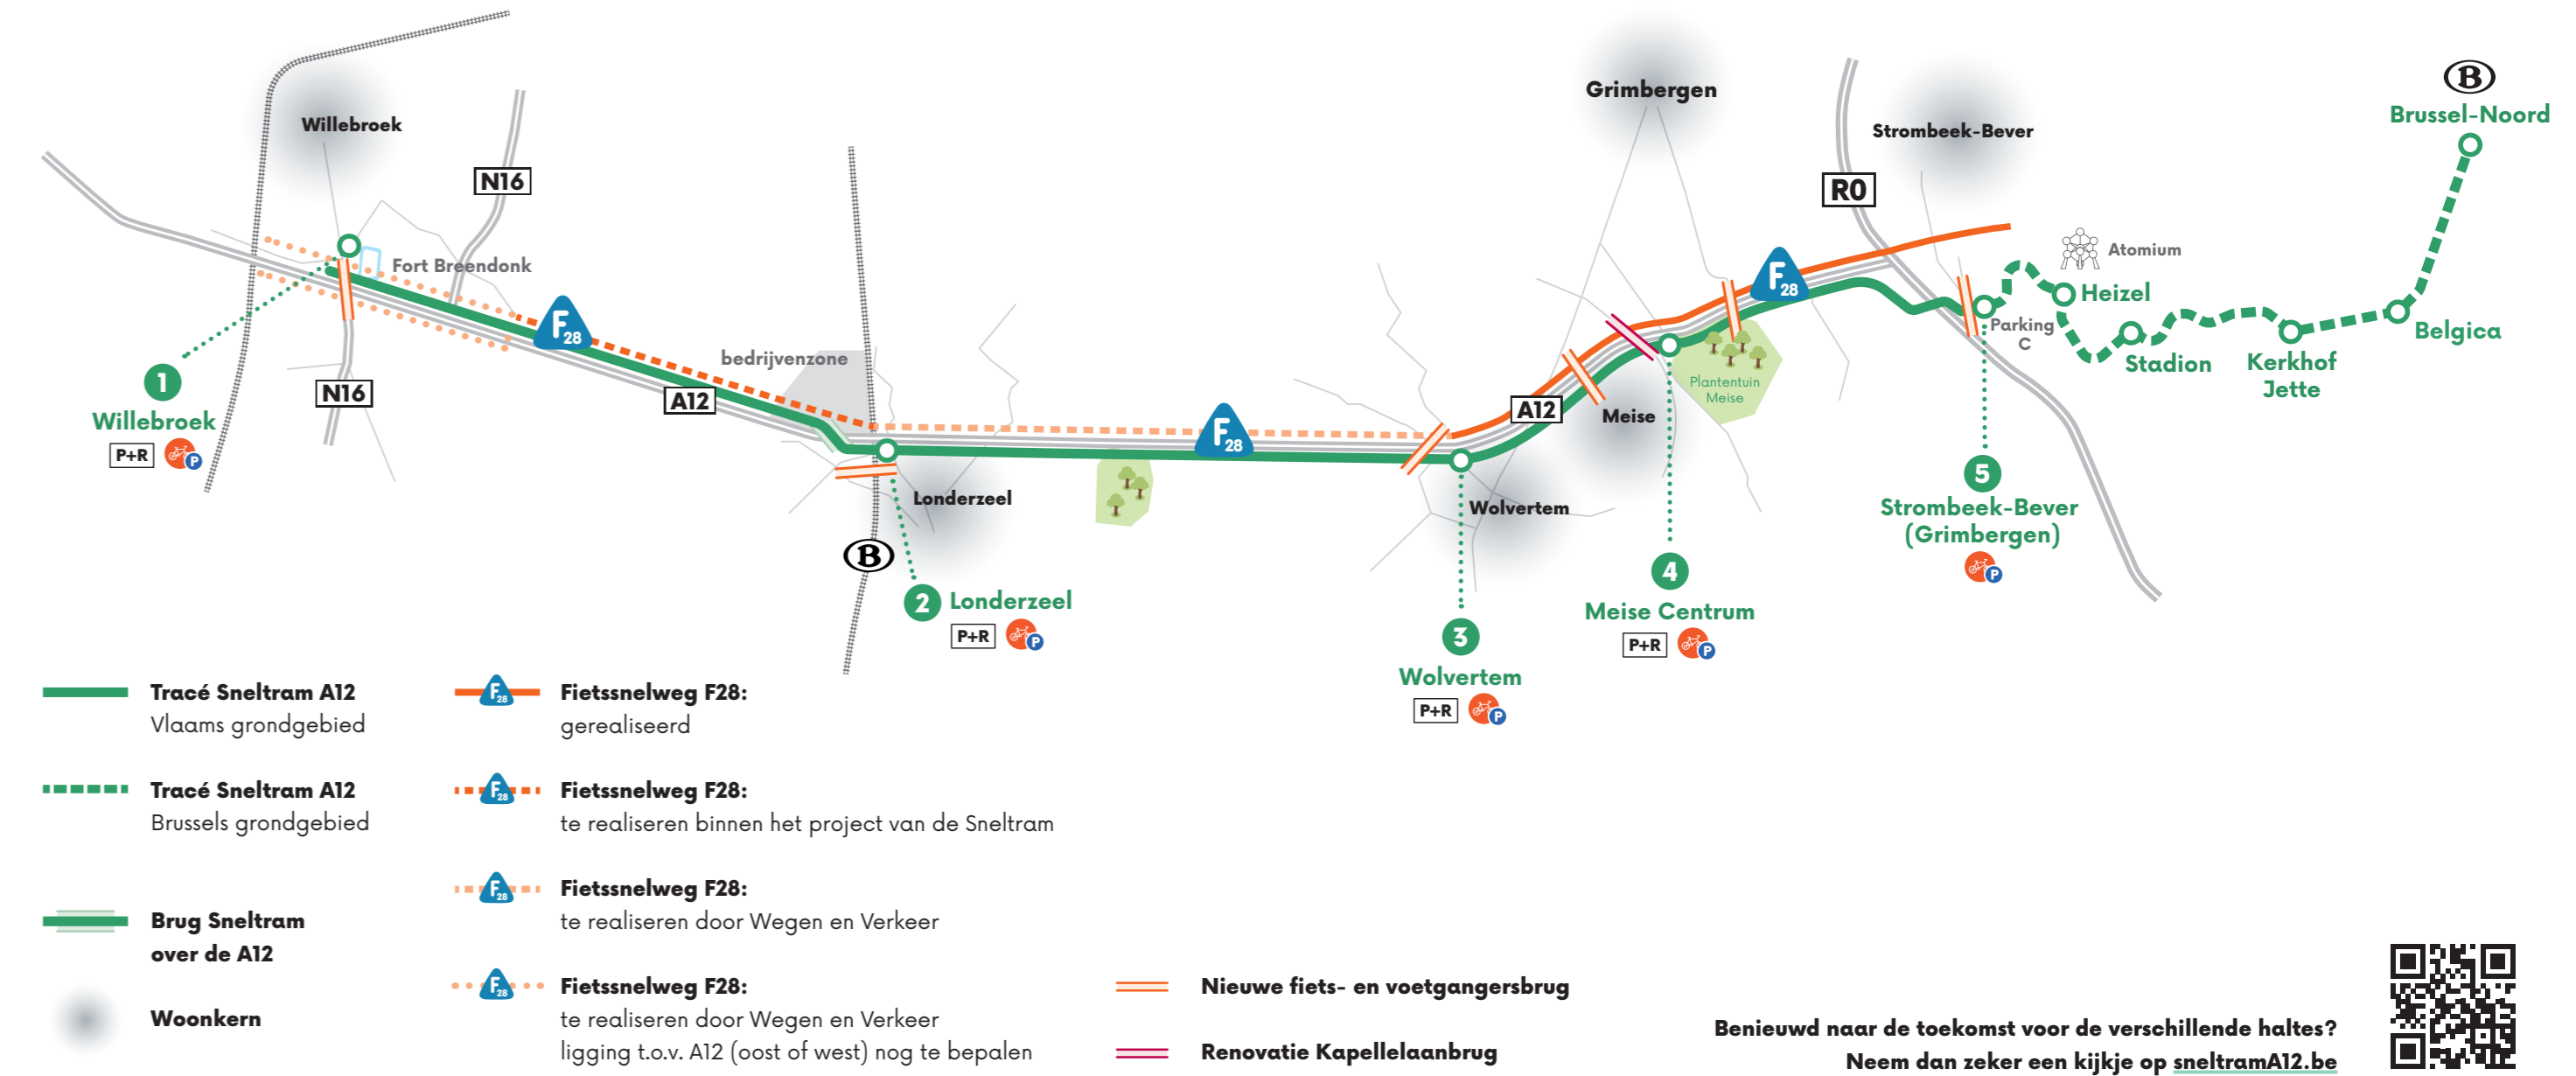 Grimbergen
B
Brussel-Noord
Willebroek
Strombeek-Bever
N16
R0
Atomium
Fort Breendonk
F28
Heizel
F28
Parking
C
Belgica
Stadion
Kerkhof
Jette
bedrijvenzone
1
Willebroek
P+R
P
N16
A12
Plantentuin
Meise
A12
Meise
F28
Londerzeel
Wolvertem
5
Strombeek-Bever
(Grimbergen)
P
B
2
Londerzeel
P+R
P
4
Meise Centrum
P+R
P
3
Wolvertem
P+R
P
Tracé Sneltram A12
Vlaams grondgebied
Tracé Sneltram A12
Brussels grondgebied
Brug Sneltram
over de A12
Woonkern
F28
Fietssnelweg F28:
gerealiseerd
F28
Fietssnelweg F28:
te realiseren binnen het project van de Sneltram
F28
Fietssnelweg F28:
te realiseren door Wegen en Verkeer
F28
Fietssnelweg F28:
te realiseren door Wegen en Verkeer
ligging t.o.v. A12 (oost of west) nog te bepalen
Nieuwe fiets- en voetgangersbrug
Renovatie Kapellelaanbrug
Benieuwd naar de toekomst voor de verschillende haltes?
Neem dan zeker een kijkje op sneltramA12.be